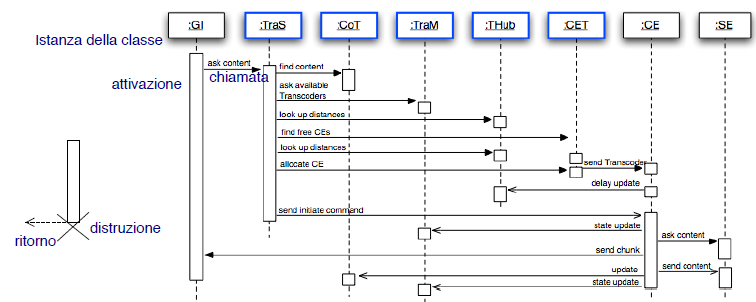 :GI :TraS :CoT :TraM :THub :CET :CE :SE
Istanza della classe
ask content
find content
chiamata
attivazione
ask available
Transcoders
look up distances
find free CEs
look up distances
allocate CE
send Transcoder
delay update
send initiate command
distruzione
state update
ritorno
ask content
send chunk
update
send content
state update